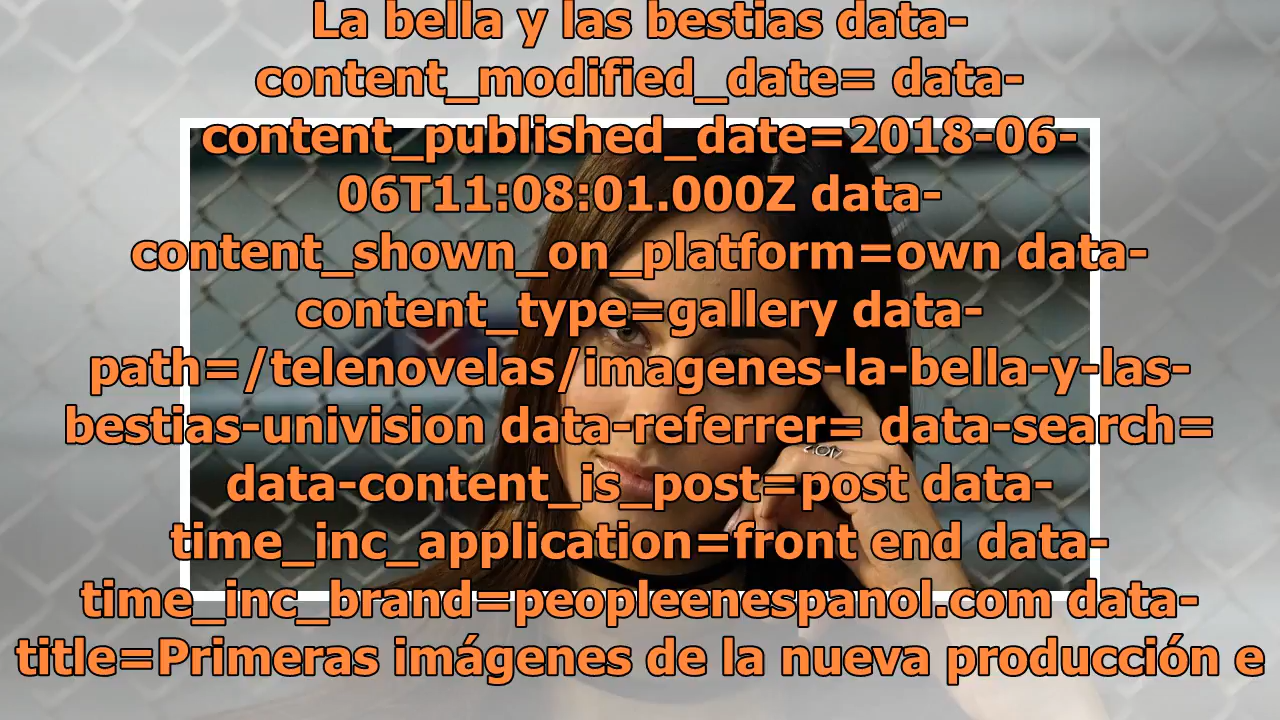 La bella y las bestias data-
content_modified_date= data-
content_published_date=2018-06-
06T11:08:01.000Z data-
content_shown_on_platform=own data-
content_type=gallery data-
path=/telenovelas/imagenes-la-bella-y-las-
bestias-univision data-referrer= data-search=
data-content_is_post=post data-
time_inc_application=front end data-
time_inc_brand=peopleenespanol.com data-
title=Primeras imágenes de la nueva producción e